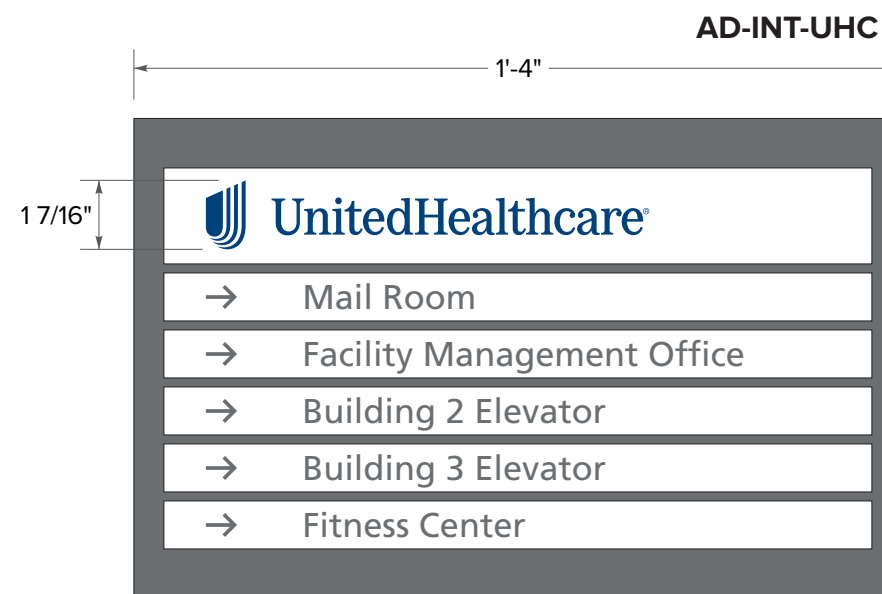 AD-INT-UHC
1'-4"
1 7/16"
UnitedHealthcare®
→ Mail Room
→ Facility Management Office
→ Building 2 Elevator
→ Building 3 Elevator
→ Fitness Center